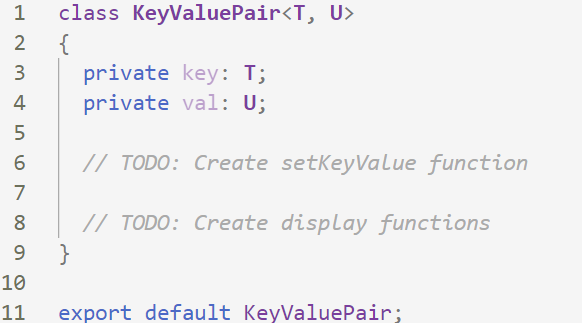 1 class KeyValuePair<T, U>
2 {
3   private key: T;
4   private val: U;
5
6   // TODO: Create setKeyValue function
7
8   // TODO: Create display functions
9 }
10
11 export default KeyValuePair;